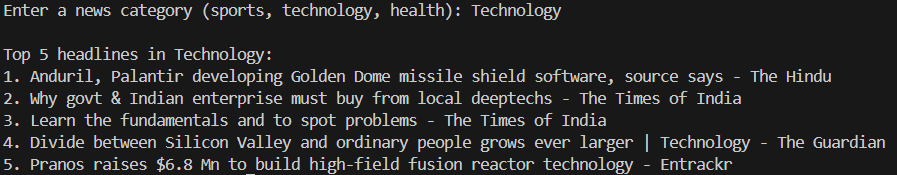 Enter a news category (sports, technology, health): Technology
Top 5 headlines in Technology:
1. Anduril, Palantir developing Golden Dome missile shield software, source says - The Hindu
2. Why govt & Indian enterprise must buy from local deeptechs - The Times of India
3. Learn the fundamentals and to spot problems - The Times of India
4. Divide between Silicon Valley and ordinary people grows ever larger | Technology - The Guardian
5. Pranos raises $6.8 Mn to build high-field fusion reactor technology - Entrackr